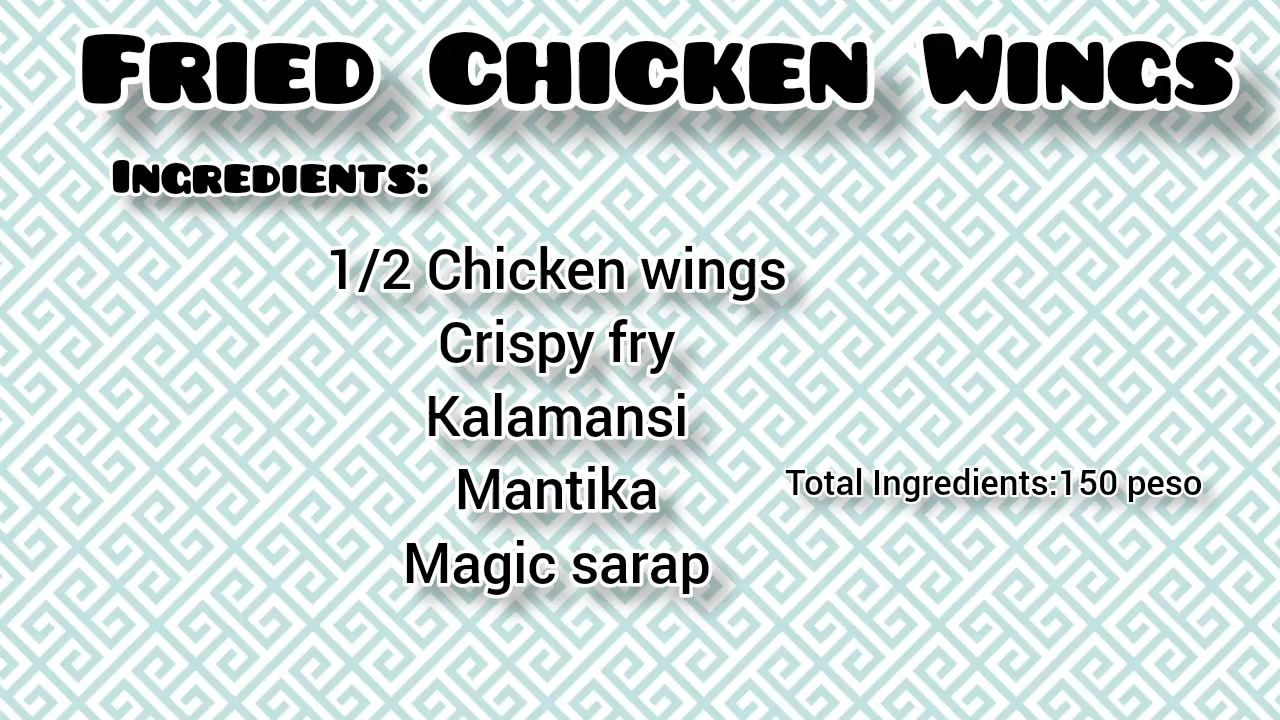 Fried Chicken Wings
Ingredients:
1/2 Chicken wings
Crispy fry
Kalamansi
Mantika
Total Ingredients:150 peso
Magic sarap